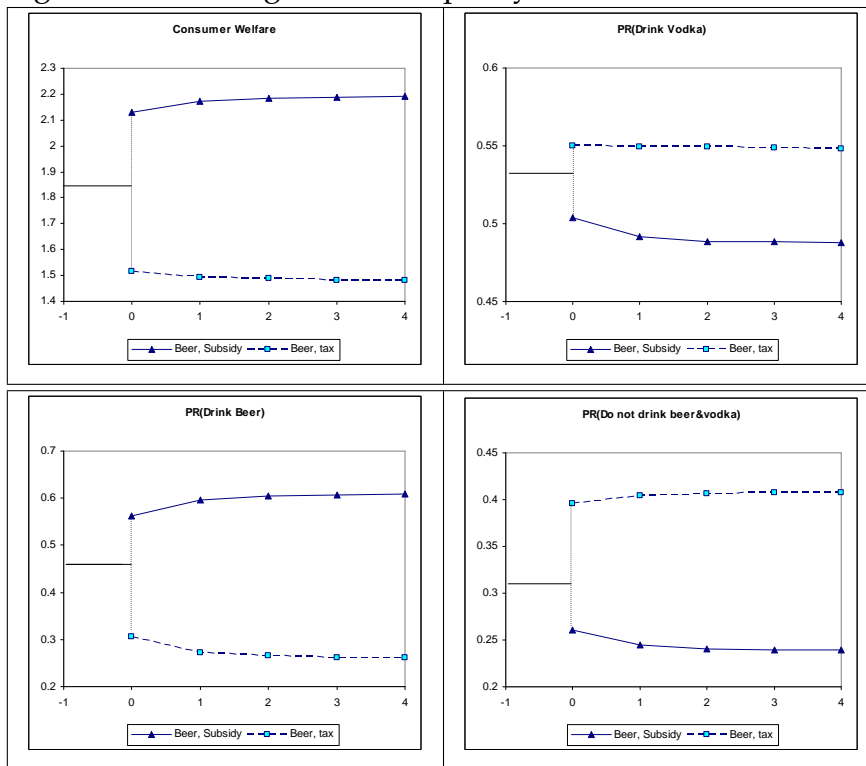 Consumer Welfare
2.3
2.2
2.1
2
1.9
1.8
1.7
1.6
1.5
1.4
-1 0 1 2 3 4
Beer, Subsidy Beer, tax
PR(Drink Vodka)
0.6
0.55
0.5
0.45
-1 0 1 2 3 4
Beer, Subsidy Beer, tax
PR(Drink Beer)
0.7
0.6
0.5
0.4
0.3
0.2
-1 0 1 2 3 4
Beer, Subsidy Beer, tax
PR(Do not drink beer&vodka)
0.45
0.4
0.35
0.3
0.25
0.2
-1 0 1 2 3 4
Beer, Subsidy Beer, tax